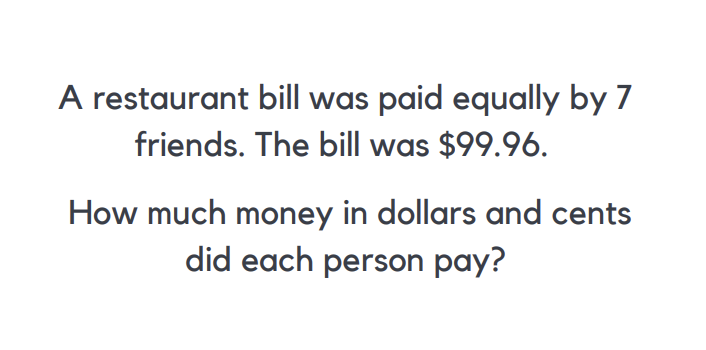 A restaurant bill was paid equally by 7
friends. The bill was $99.96.
How much money in dollars and cents
did each person pay?